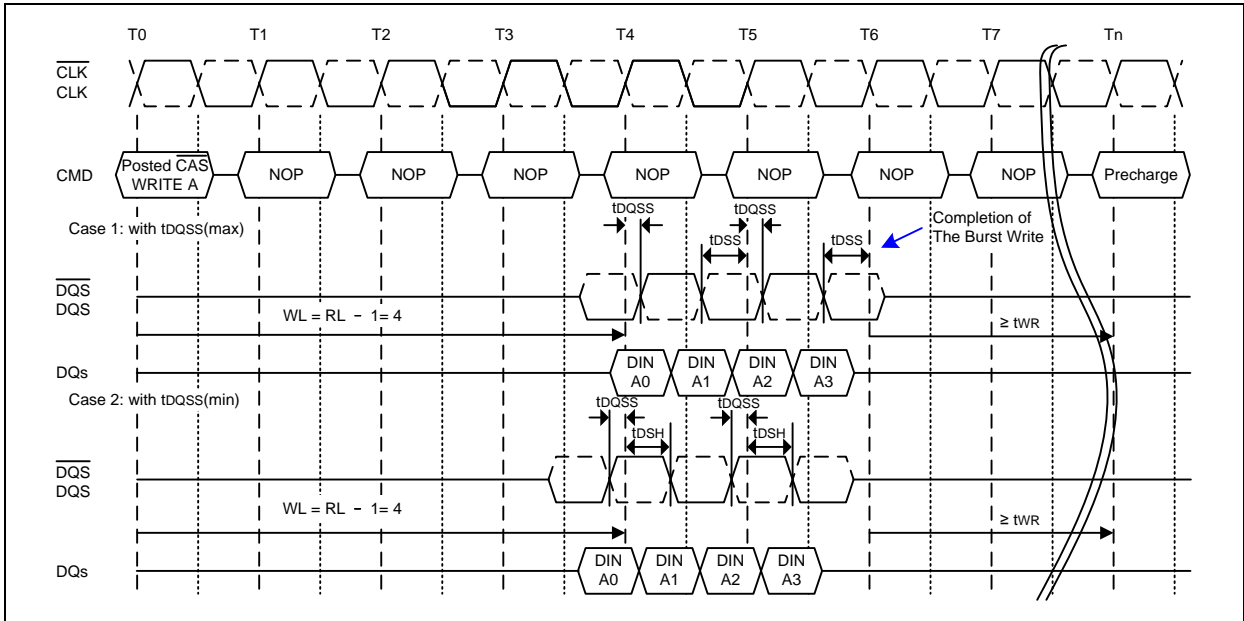 T0 T1 T2 T3 T4 T5 T6 T7 Tn
CLK
CLK
CMD
Posted CAS
WRITE A
NOP NOP NOP NOP NOP NOP NOP Precharge
Case 1: with tDQSS(max)
tDQSS tDQSS
tDSS tDSS
Completion of
The Burst Write
DQS
DQS
WL = RL − 1= 4
≥ tWR
DQs
DIN
A0
DIN
A1
DIN
A2
DIN
A3
Case 2: with tDQSS(min)
tDQSS tDQSS
tDSH tDSH
DQS
DQS
WL = RL − 1= 4
≥ tWR
DQs
DIN
A0
DIN
A1
DIN
A2
DIN
A3